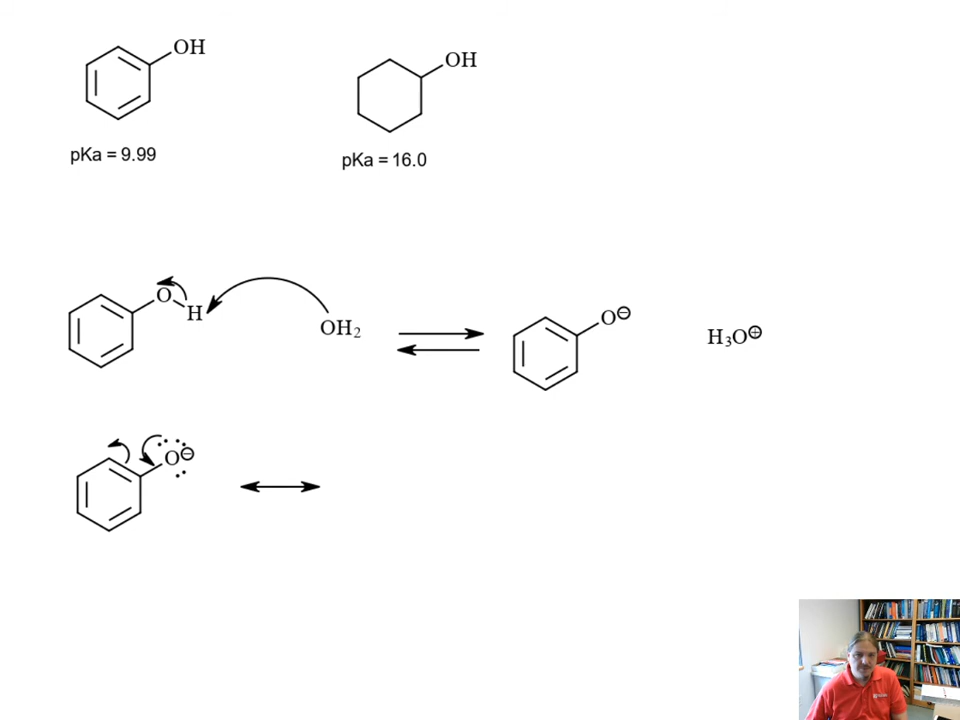 OH
OH
pKa = 9.99
pKa = 16.0
O
H
OH₂
O⊖
H₃O⊕
O⊖